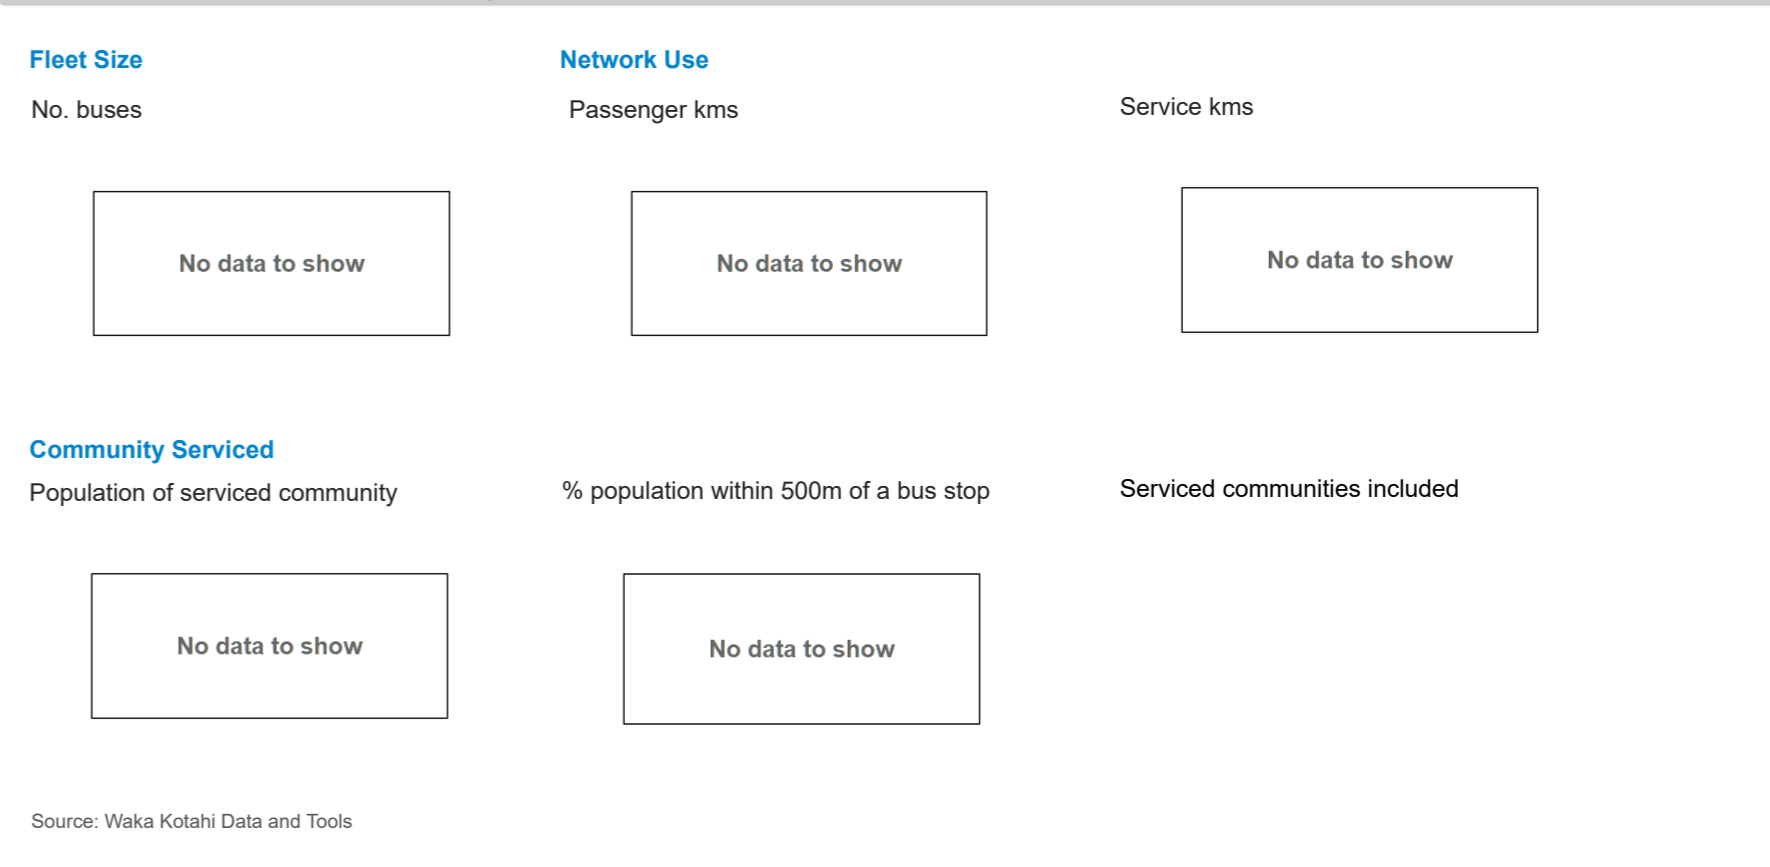 Fleet Size
Network Use
No. buses
Passenger kms
Service kms
No data to show
No data to show
No data to show
Community Serviced
Population of serviced community
% population within 500m of a bus stop
Serviced communities included
No data to show
No data to show
Source: Waka Kotahi Data and Tools